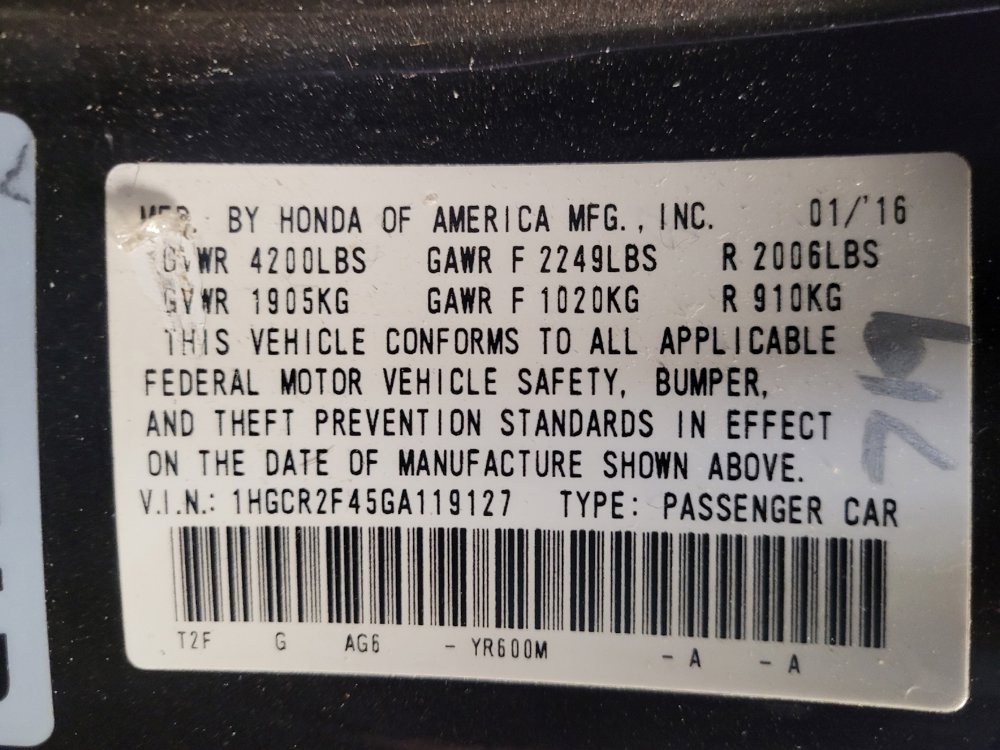 MFR. BY HONDA OF AMERICA MFG., INC. 01/'16
GVWR 4200LBS GAWR F 2249LBS R 2006LBS
GVWR 1905KG GAWR F 1020KG R 910KG
THIS VEHICLE CONFORMS TO ALL APPLICABLE
FEDERAL MOTOR VEHICLE SAFETY, BUMPER,
AND THEFT PREVENTION STANDARDS IN EFFECT
ON THE DATE OF MANUFACTURE SHOWN ABOVE.
V.I.N.: 1HGCR2F45GA119127 TYPE: PASSENGER CAR
T2F G AG6 - YR600M - A - A